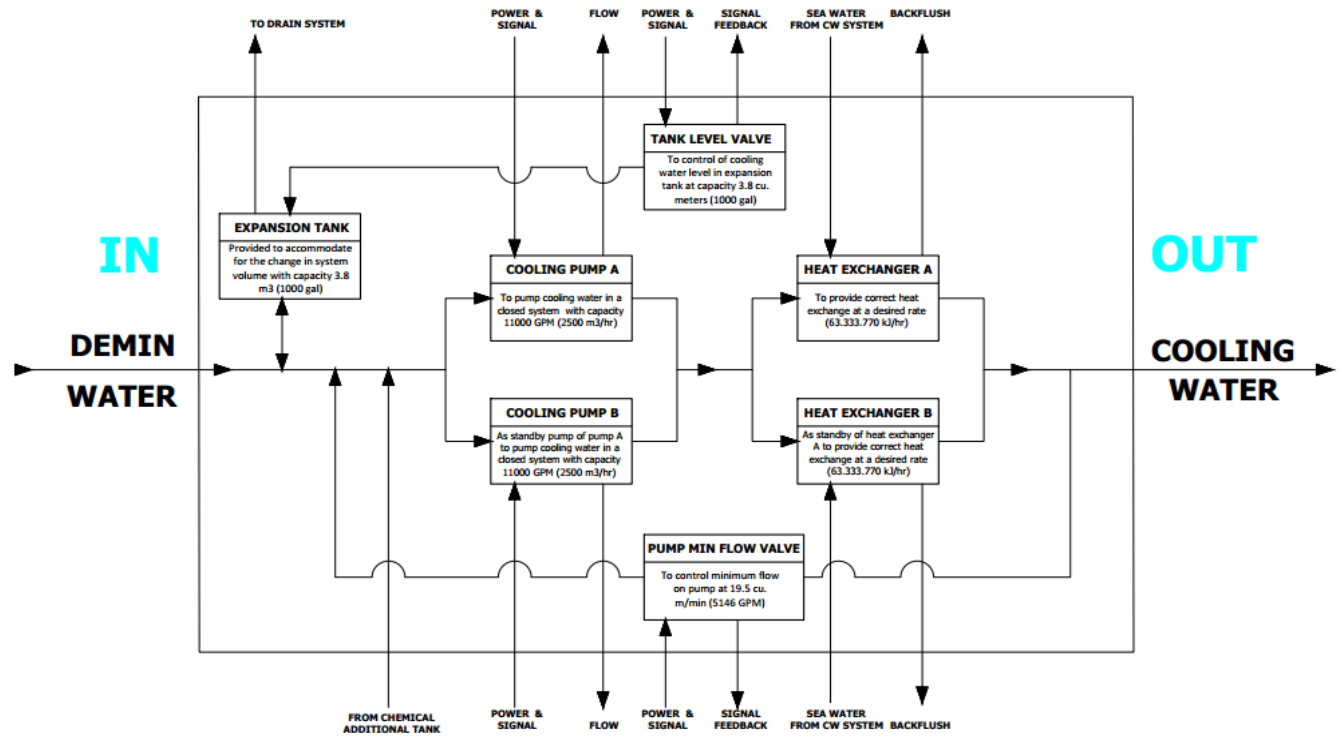 TO DRAIN SYSTEM
POWER &
SIGNAL
FLOW
POWER &
SIGNAL
SIGNAL
FEEDBACK
SEA WATER
FROM CW SYSTEM
BACKFLUSH
TANK LEVEL VALVE
To control of cooling
water level in expansion
tank at capacity 3.8 cu.
meters (1000 gal)
EXPANSION TANK
Provided to accommodate
for the change in system
volume with capacity 3.8
m3 (1000 gal)
IN
OUT
COOLING PUMP A
To pump cooling water in a
closed system with capacity
11000 GPM (2500 m3/hr)
HEAT EXCHANGER A
To provide correct heat
exchange at a desired rate
(63.333.770 kJ/hr)
DEMIN
WATER
COOLING
WATER
COOLING PUMP B
As standby pump of pump A
to pump cooling water in a
closed system with capacity
11000 GPM (2500 m3/hr)
HEAT EXCHANGER B
As standby of heat exchanger
A to provide correct heat
exchange at a desired rate
(63.333.770 kJ/hr)
PUMP MIN FLOW VALVE
To control minimum flow
on pump at 19.5 cu.
m/min (5146 GPM)
FROM CHEMICAL
ADDITIONAL TANK
POWER &
SIGNAL
FLOW
POWER &
SIGNAL
SIGNAL
FEEDBACK
SEA WATER
FROM CW SYSTEM
BACKFLUSH